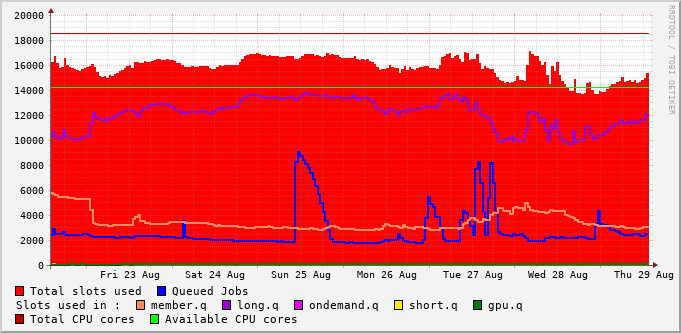 20000
18000
16000
14000
12000
10000
8000
6000
4000
2000
0
Fri 23 Aug Sat 24 Aug Sun 25 Aug Mon 26 Aug Tue 27 Aug Wed 28 Aug Thu 29 Aug
Total slots used Queued Jobs
Slots used in : member.q long.q ondemand.q short.q gpu.q
Total CPU cores Available CPU cores
RRDTOOL / TOBI OETIKER